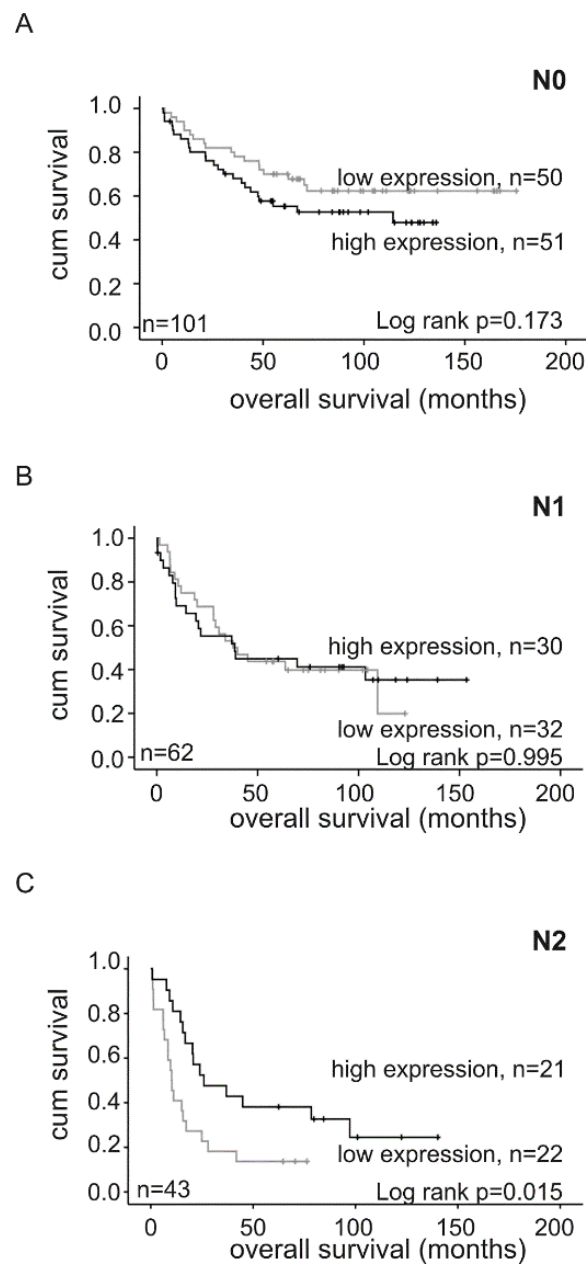 A
N0
1.0
0.8
0.6
0.4
0.2
0.0
cum survival
low expression, n=50
high expression, n=51
n=101
Log rank p=0.173
0 50 100 150 200
overall survival (months)
B
N1
1.0
0.8
0.6
0.4
0.2
0.0
cum survival
high expression, n=30
low expression, n=32
n=62
Log rank p=0.995
0 50 100 150 200
overall survival (months)
C
N2
1.0
0.8
0.6
0.4
0.2
0.0
cum survival
high expression, n=21
low expression, n=22
n=43
Log rank p=0.015
0 50 100 150 200
overall survival (months)